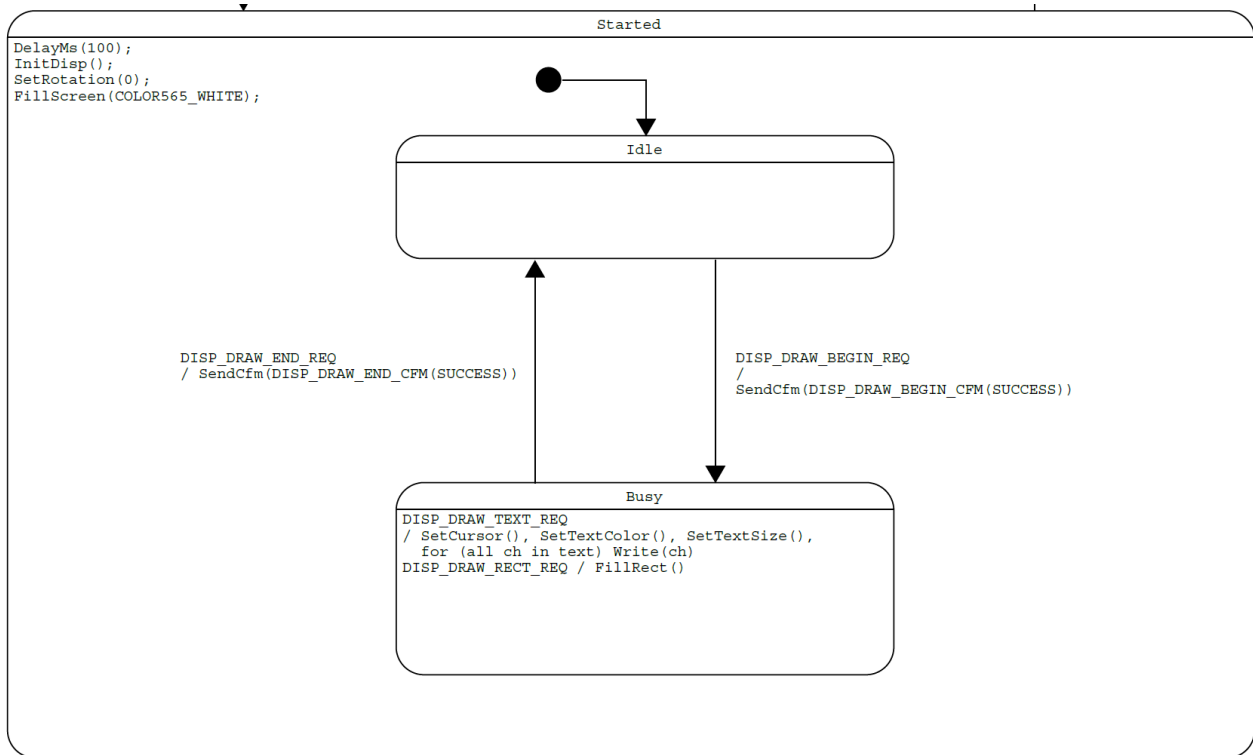 Started
DelayMs(100);
InitDisp();
SetRotation(0);
FillScreen(COLOR565_WHITE);
Idle
DISP_DRAW_END_REQ
/ SendCfm(DISP_DRAW_END_CFM(SUCCESS))
DISP_DRAW_BEGIN_REQ
/
SendCfm(DISP_DRAW_BEGIN_CFM(SUCCESS))
Busy
DISP_DRAW_TEXT_REQ
/ SetCursor(), SetTextColor(), SetTextSize(),
for (all ch in text) Write(ch)
DISP_DRAW_RECT_REQ / FillRect()